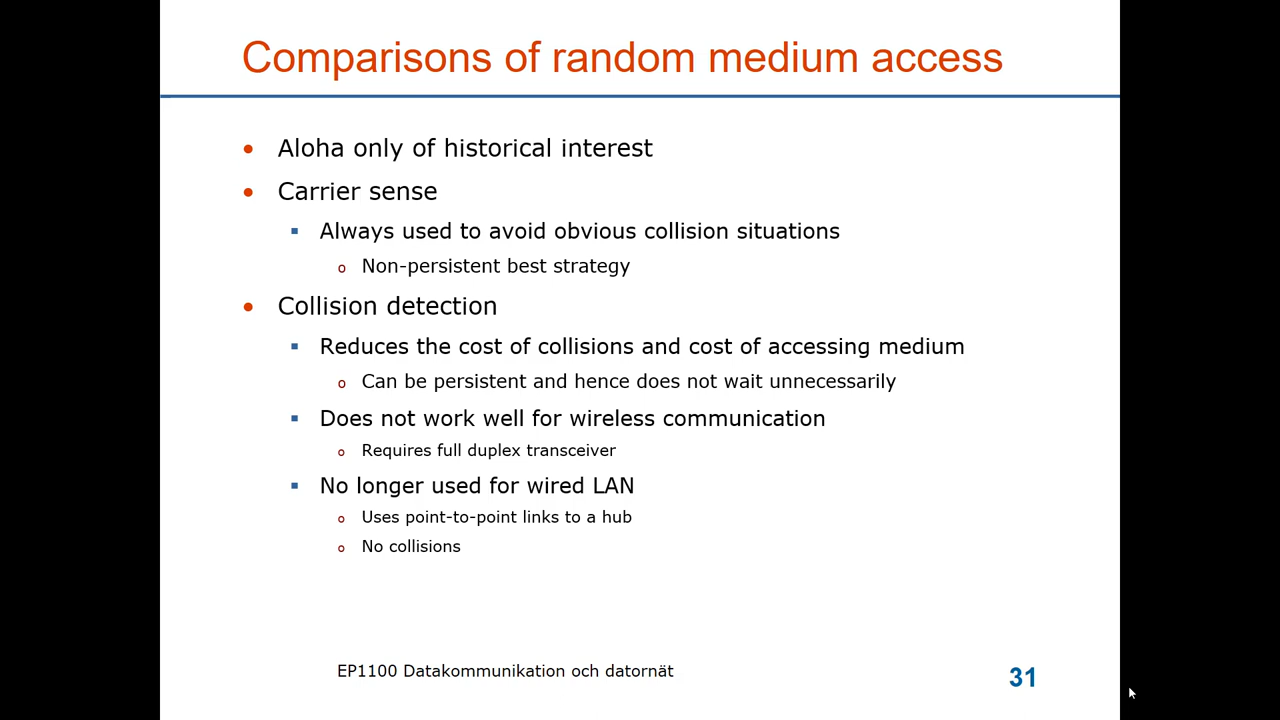 Comparisons of random medium access
• Aloha only of historical interest
• Carrier sense
▪ Always used to avoid obvious collision situations
o Non-persistent best strategy
• Collision detection
▪ Reduces the cost of collisions and cost of accessing medium
o Can be persistent and hence does not wait unnecessarily
▪ Does not work well for wireless communication
o Requires full duplex transceiver
▪ No longer used for wired LAN
o Uses point-to-point links to a hub
o No collisions
EP1100 Datakommunikation och datornät
31